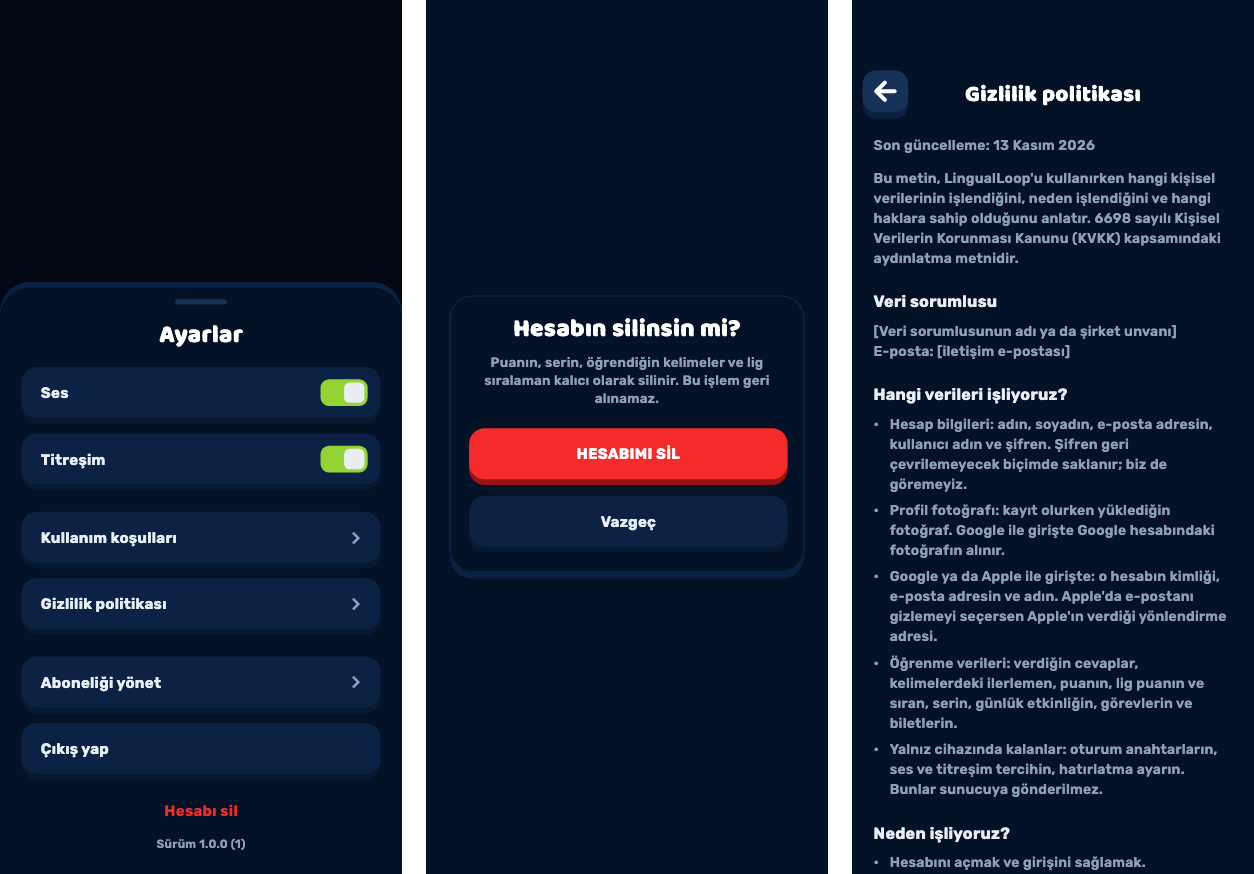 Ayarlar
Ses
Titreşim
Kullanım koşulları
Gizlilik politikası
Aboneliği yönet
Çıkış yap
Hesabı sil
Sürüm 1.0.0 (1)
Hesabın silinsin mi?
Puanın, serin, öğrendiğin kelimeler ve lig
sıralaman kalıcı olarak silinir. Bu işlem geri
alınamaz.
HESABIMI SİL
Vazgeç
Gizlilik politikası
Son güncelleme: 13 Kasım 2026
Bu metin, LingualLoop'u kullanırken hangi kişisel
verilerinin işlendiğini, neden işlendiğini ve hangi
haklara sahip olduğunu anlatır. 6698 sayılı Kişisel
Verilerin Korunması Kanunu (KVKK) kapsamındaki
aydınlatma metnidir.
Veri sorumlusu
[Veri sorumlusunun adı ya da şirket unvanı]
E-posta: [iletişim e-postası]
Hangi verileri işliyoruz?
• Hesap bilgileri: adın, soyadın, e-posta adresin,
kullanıcı adın ve şifren. Şifren geri
çevrilemeyecek biçimde saklanır; biz de
göremeyiz.
• Profil fotoğrafı: kayıt olurken yüklediğin
fotoğraf. Google ile girişte Google hesabındaki
fotoğrafın alınır.
• Google ya da Apple ile girişte: o hesabın kimliği,
e-posta adresin ve adın. Apple'da e-postanı
gizlemeyi seçersen Apple'ın verdiği yönlendirme
adresi.
• Öğrenme verileri: verdiğin cevaplar,
kelimelerdeki ilerlemen, puanın, lig puanın ve
sıran, serin, günlük etkinliğin, görevlerin ve
biletlerin.
• Yalnız cihazında kalanlar: oturum anahtarların,
ses ve titreşim tercihin, hatırlatma ayarın.
Bunlar sunucuya gönderilmez.
Neden işliyoruz?
• Hesabını açmak ve girişini sağlamak.